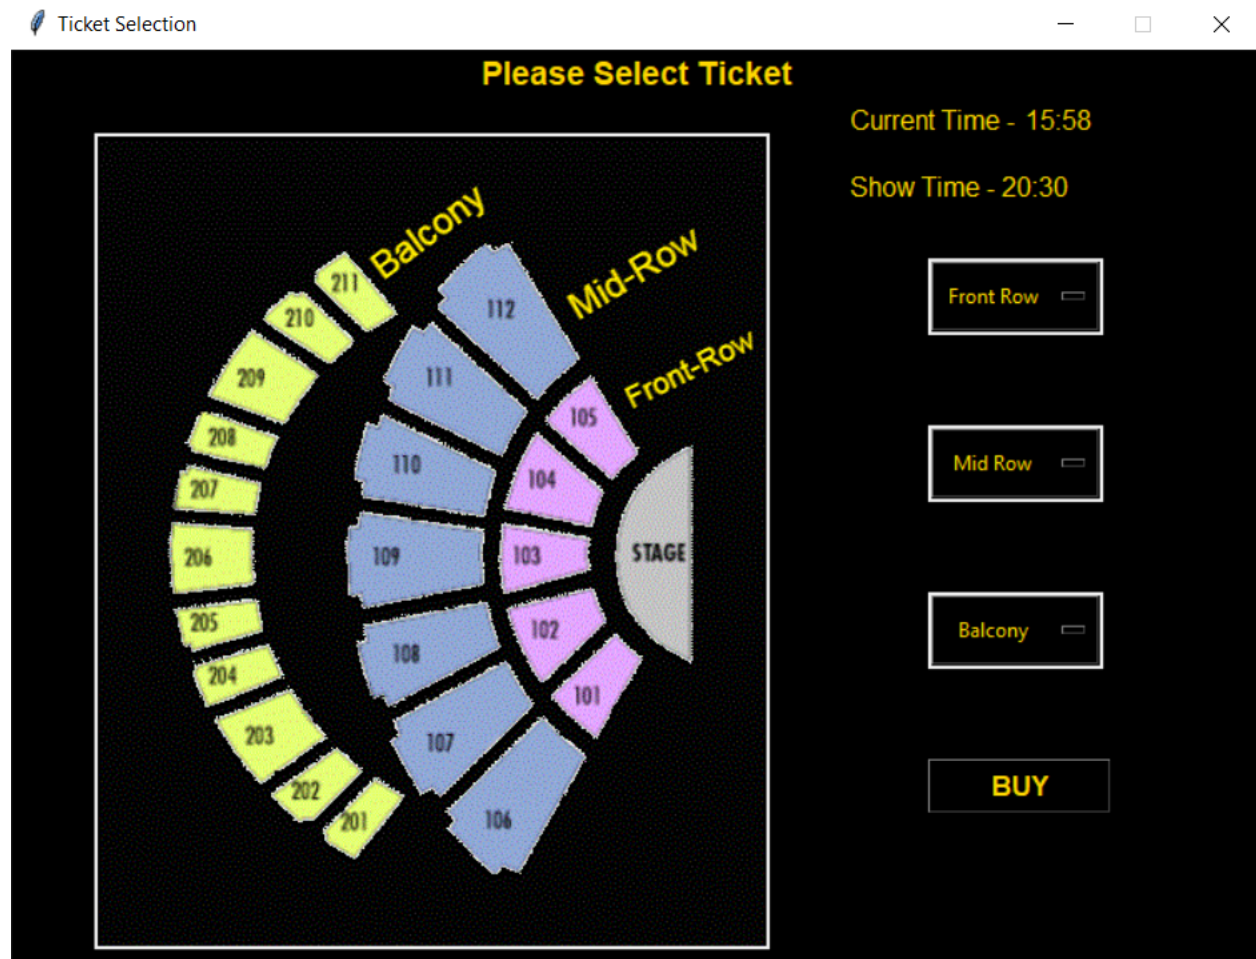 Ticket Selection
Please Select Ticket
Current Time - 15:58
Show Time - 20:30
Balcony
Mid-Row
Front-Row
211
210
209
208
207
206
205
204
203
202
201
112
111
110
109
108
107
106
105
104
103
102
101
STAGE
Front Row
Mid Row
Balcony
BUY